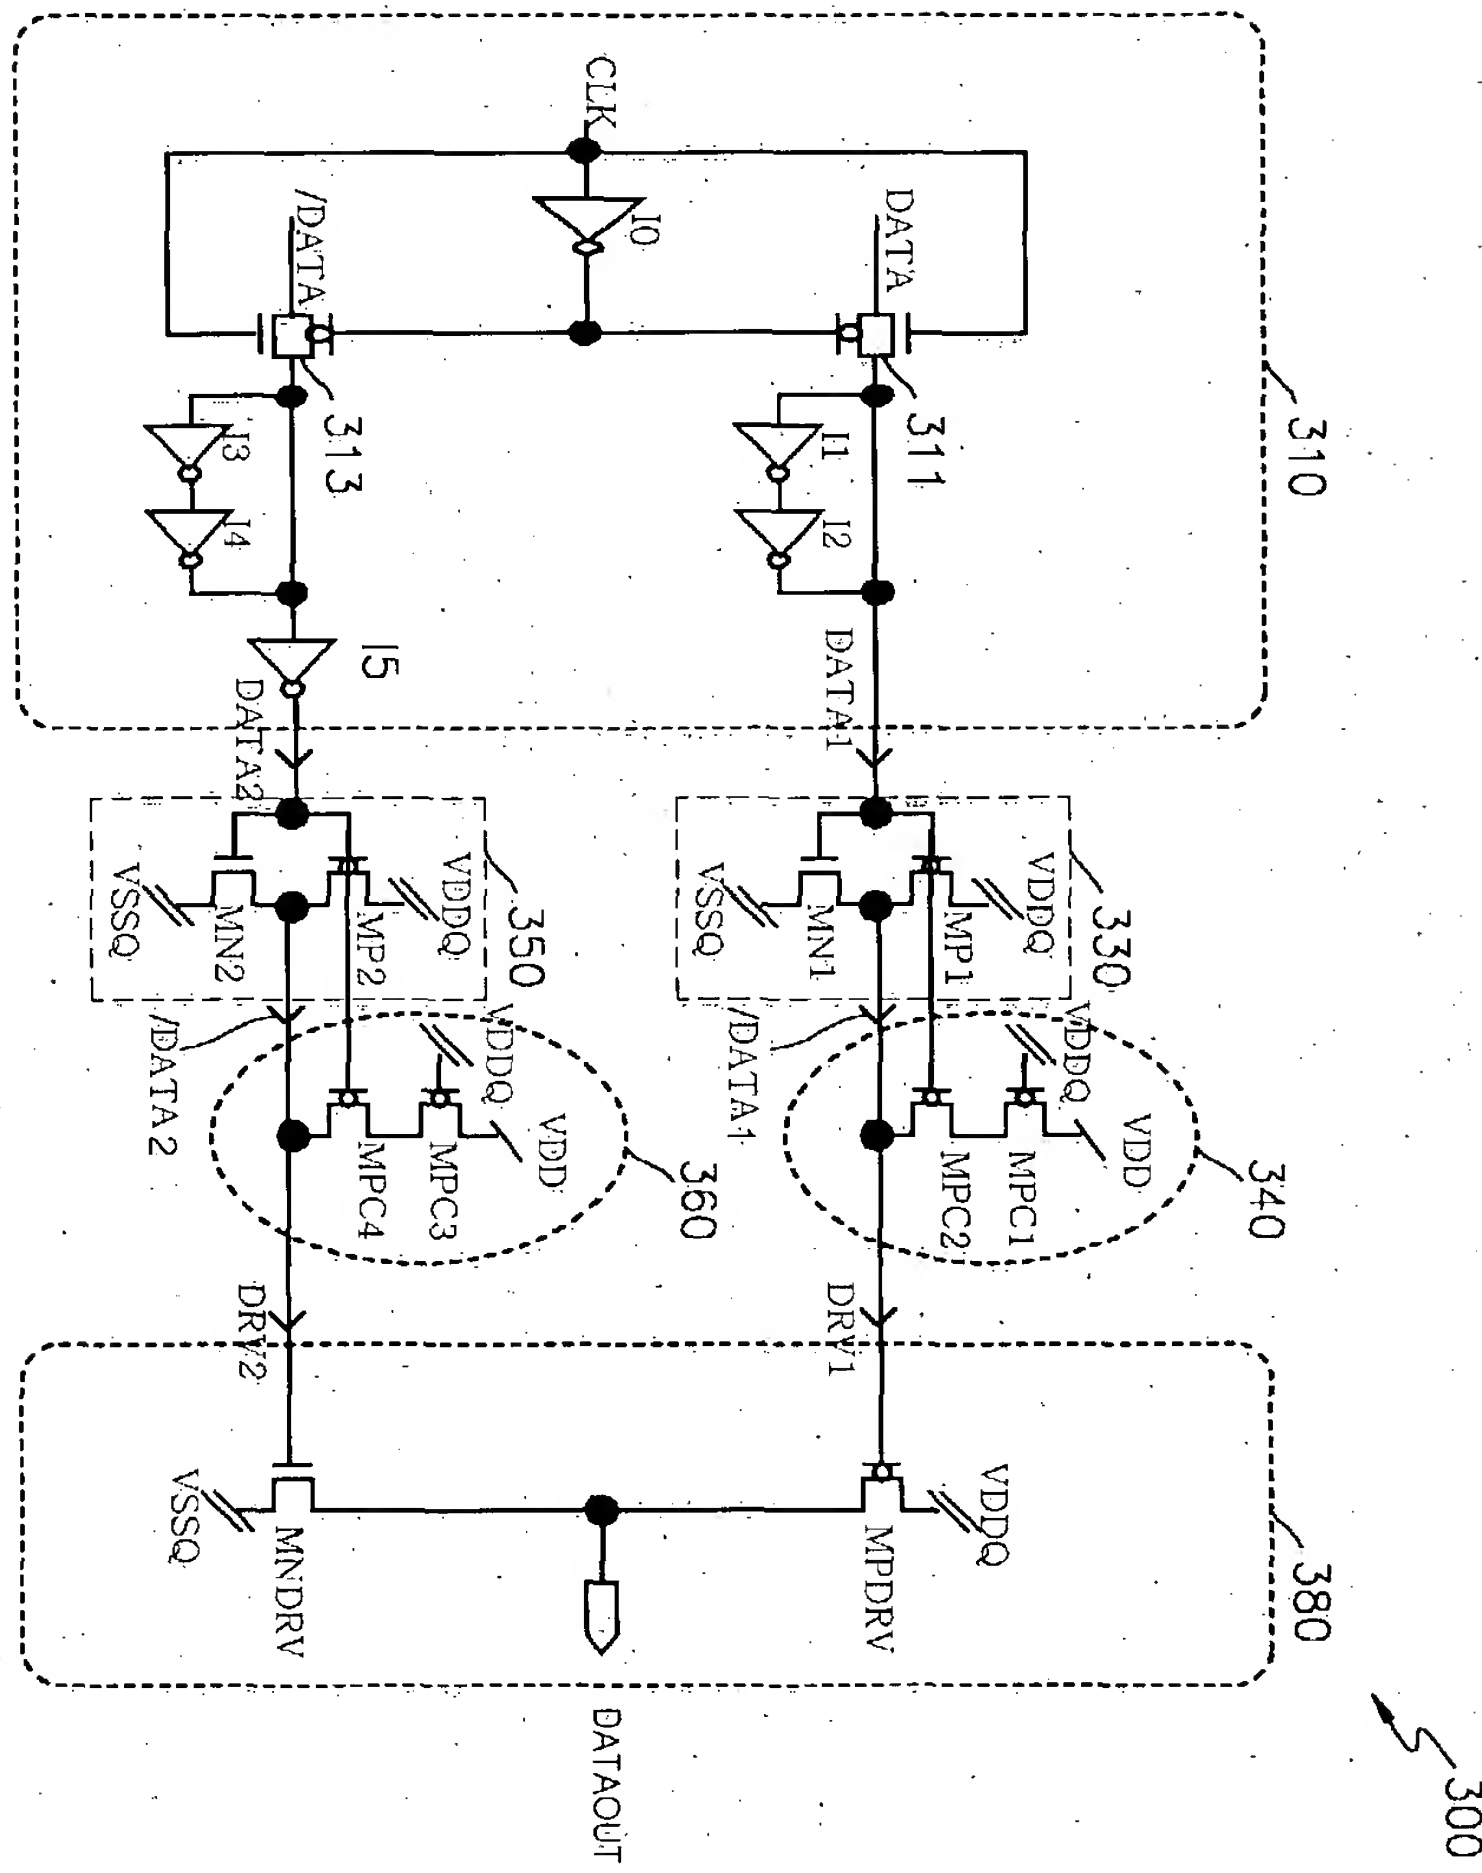 300
310
CLK
I0
DATA
/DATA
311
313
I1
I2
I3
I4
I5
DATA1
DATA2
330
VDDQ
MP1
MN1
VSSQ
350
VDDQ
MP2
MN2
VSSQ
/DATA1
/DATA2
340
VDDQ
VDD
MPC1
MPC2
360
VDDQ
VDD
MPC3
MPC4
DRV1
DRV2
380
VDDQ
MPDRV
MNDRV
VSSQ
DATAOUT